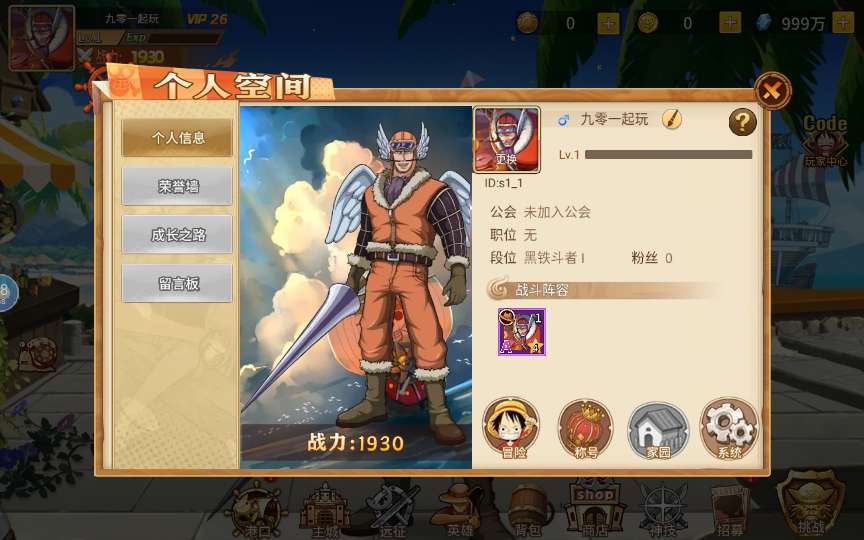 九零一起玩
VIP 26
Lv.1
Exp
战力:1930
0
0
999万
个人空间
个人信息
荣誉墙
成长之路
留言板
战力:1930
更换
九零一起玩
?
Lv.1
ID:s1_1
公会 未加入公会
职位 无
段位 黑铁斗者I
粉丝 0
战斗阵容
1
A
4
冒险
称号
家园
系统
Code
玩家中心
港口
主城
远征
英雄
背包
shop
商店
神技
招募
挑战